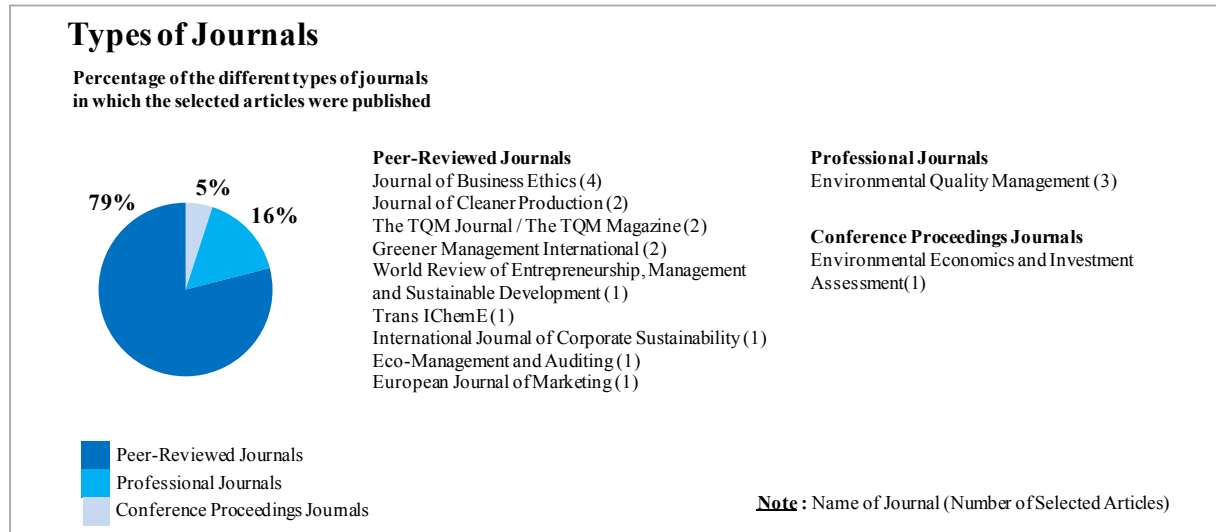 Types of Journals
Percentage of the different types of journals
in which the selected articles were published
79%
5%
16%
Peer-Reviewed Journals
Journal of Business Ethics (4)
Journal of Cleaner Production (2)
The TQM Journal / The TQM Magazine (2)
Greener Management International (2)
World Review of Entrepreneurship, Management
and Sustainable Development (1)
Trans IChemE (1)
International Journal of Corporate Sustainability (1)
Eco-Management and Auditing (1)
European Journal of Marketing (1)
Professional Journals
Environmental Quality Management (3)
Conference Proceedings Journals
Environmental Economics and Investment
Assessment(1)
Peer-Reviewed Journals
Professional Journals
Conference Proceedings Journals
Note : Name of Journal (Number of Selected Articles)